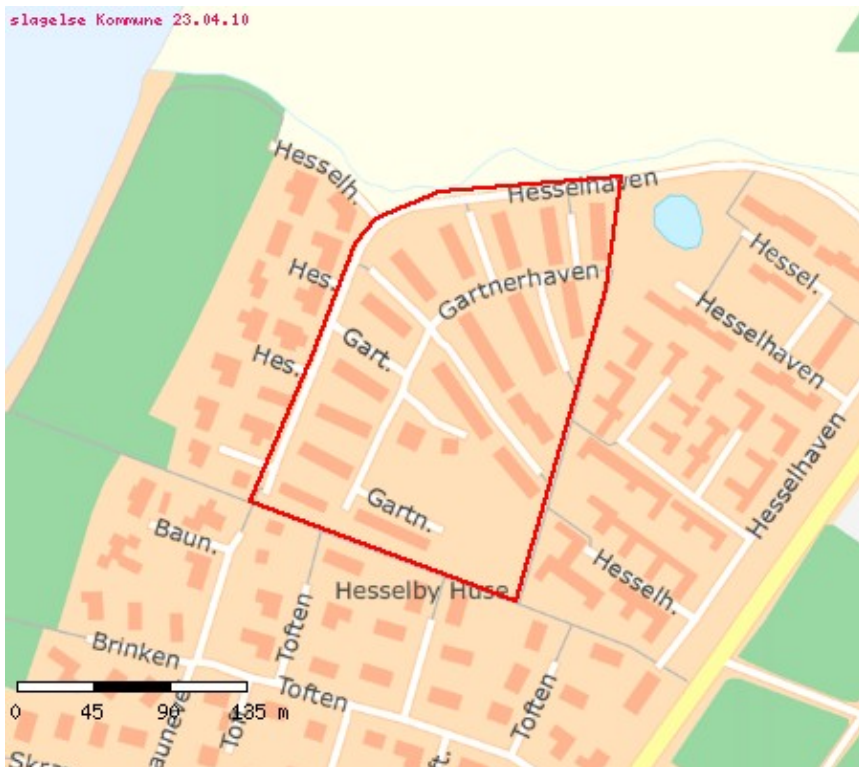 slagelse Kommune 23.04.10
Hesselh.
Hesselhaven
Hessel.
Hes.
Gartnerhaven
Hesselhaven
Gart.
Hes.
Hesselhaven
Gartn.
Baun.
Hesselh.
Hesselby Huse
Toften
Brinken
Toften
Toften
0 45 90 135 m